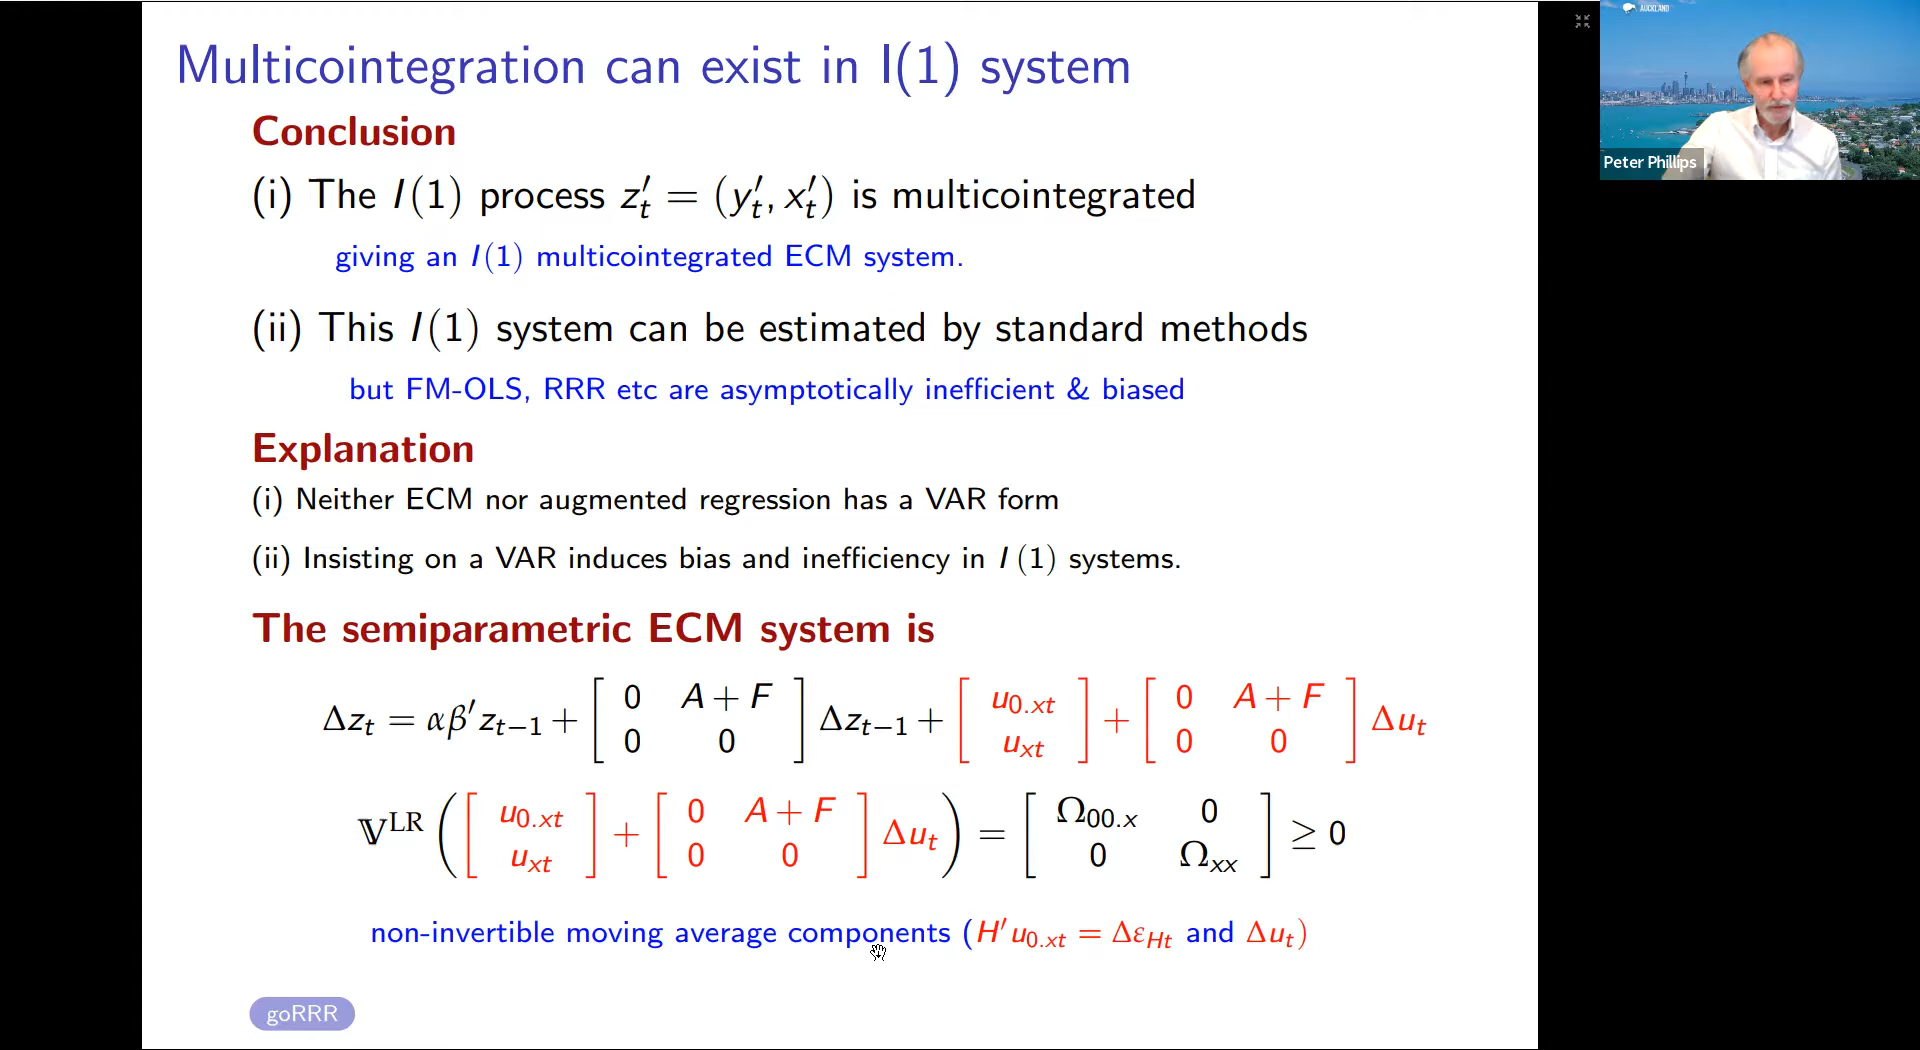 Multicointegration can exist in I(1) system
Conclusion
(i) The I(1) process z′ₜ = (y′ₜ, x′ₜ) is multicointegrated
giving an I(1) multicointegrated ECM system.
(ii) This I(1) system can be estimated by standard methods
but FM-OLS, RRR etc are asymptotically inefficient & biased
Explanation
(i) Neither ECM nor augmented regression has a VAR form
(ii) Insisting on a VAR induces bias and inefficiency in I (1) systems.
The semiparametric ECM system is
Δz_t = αβ′z_{t−1} + [ 0 A + F ; 0 0 ] Δz_{t−1} + [ u_{0.xt} ; u_{xt} ] + [ 0 A + F ; 0 0 ] Δu_t
𝕍^{LR} ( [ u_{0.xt} ; u_{xt} ] + [ 0 A + F ; 0 0 ] Δu_t ) = [ Ω_{00.x} 0 ; 0 Ω_{xx} ] ≥ 0
non-invertible moving average components (H′u_{0.xt} = Δε_{Ht} and Δu_t)
goRRR
AUCKLAND
Peter Phillips